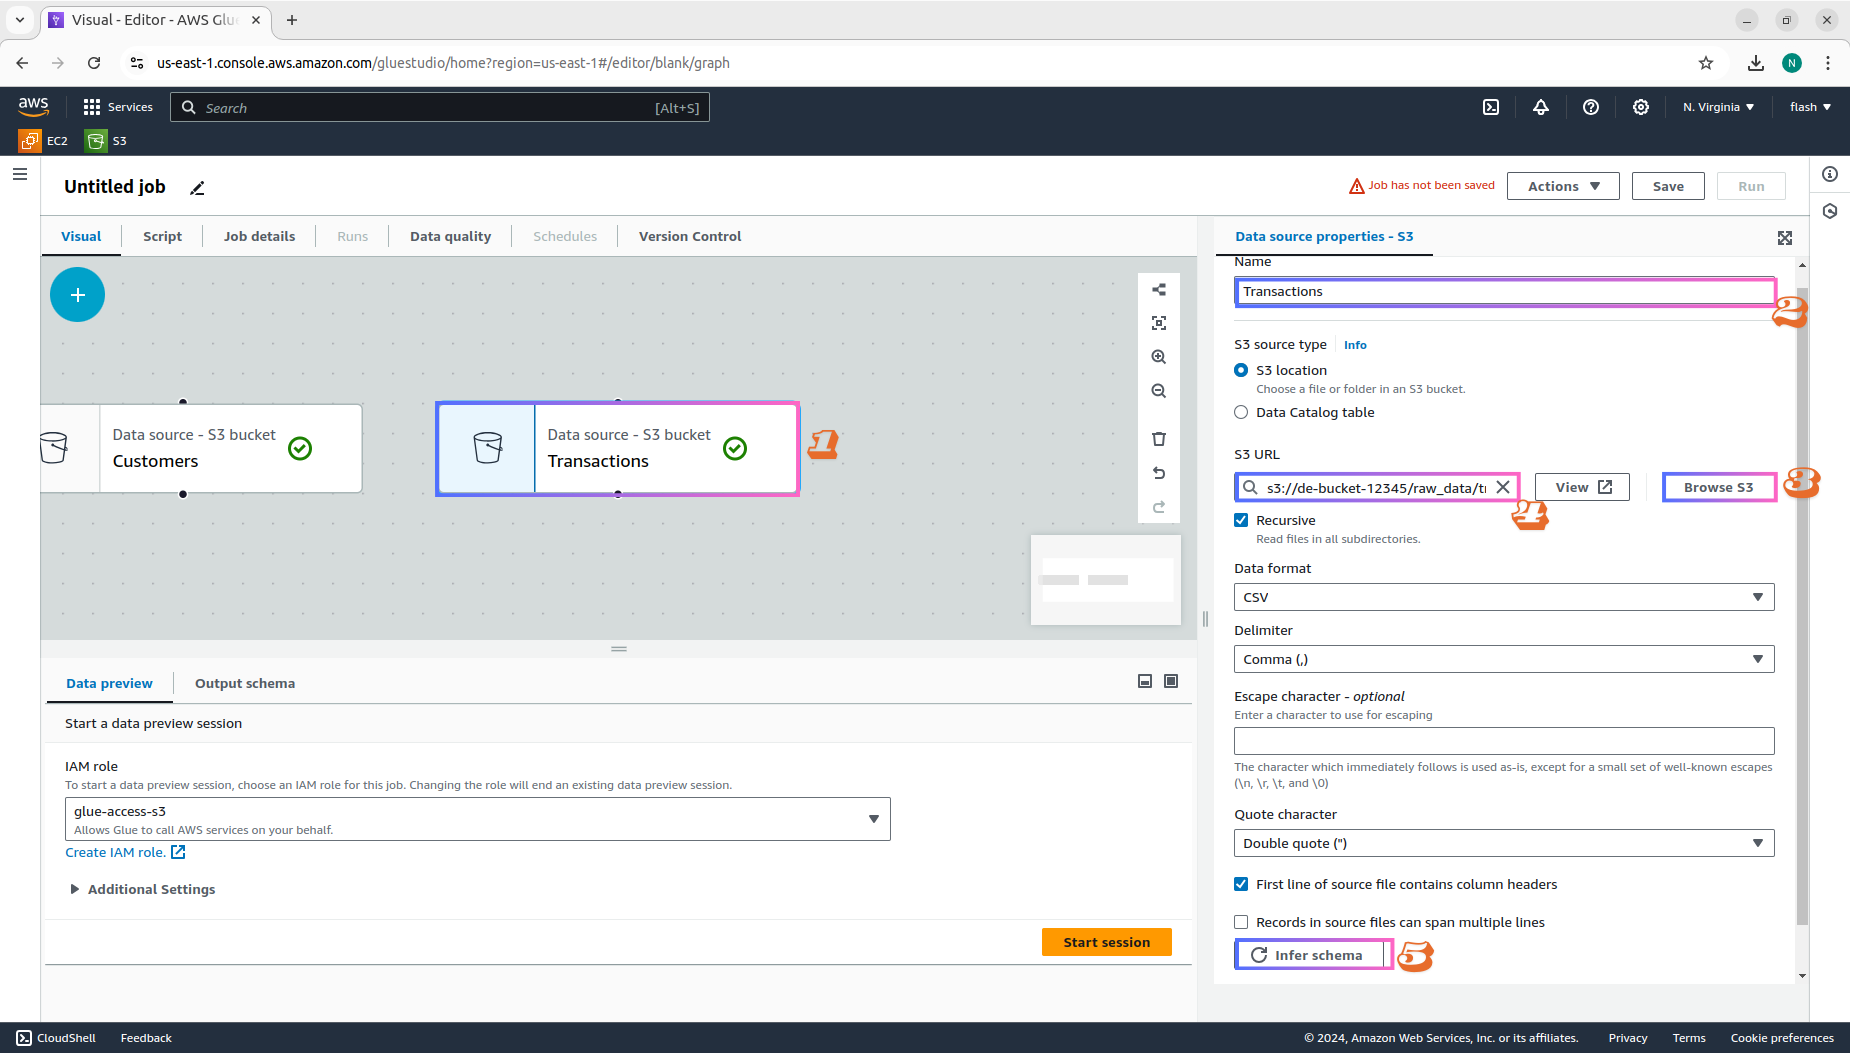 Visual - Editor - AWS Glu
us-east-1.console.aws.amazon.com/gluestudio/home?region=us-east-1#/editor/blank/graph
N
aws
Services
Search
[Alt+S]
N. Virginia
flash
EC2
S3
Untitled job
Job has not been saved
Actions
Save
Run
Visual
Script
Job details
Runs
Data quality
Schedules
Version Control
Data source - S3 bucket
Customers
Data source - S3 bucket
Transactions
1
Data preview
Output schema
Start a data preview session
IAM role
To start a data preview session, choose an IAM role for this job. Changing the role will end an existing data preview session.
glue-access-s3
Allows Glue to call AWS services on your behalf.
Create IAM role.
Additional Settings
Start session
Data source properties - S3
Name
Transactions
2
S3 source type
Info
S3 location
Choose a file or folder in an S3 bucket.
Data Catalog table
S3 URL
s3://de-bucket-12345/raw_data/tr
View
Browse S3
3
4
Recursive
Read files in all subdirectories.
Data format
CSV
Delimiter
Comma (,)
Escape character - optional
Enter a character to use for escaping
The character which immediately follows is used as-is, except for a small set of well-known escapes
(\n, \r, \t, and \0)
Quote character
Double quote (")
First line of source file contains column headers
Records in source files can span multiple lines
Infer schema
5
CloudShell
Feedback
© 2024, Amazon Web Services, Inc. or its affiliates.
Privacy
Terms
Cookie preferences